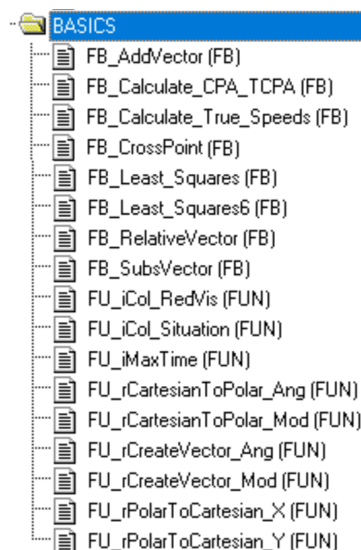 BASICS
FB_AddVector (FB)
FB_Calculate_CPA_TCPA (FB)
FB_Calculate_True_Speeds (FB)
FB_CrossPoint (FB)
FB_Least_Squares (FB)
FB_Least_Squares6 (FB)
FB_RelativeVector (FB)
FB_SubsVector (FB)
FU_iCol_RedVis (FUN)
FU_iCol_Situation (FUN)
FU_iMaxTime (FUN)
FU_rCartesianToPolar_Ang (FUN)
FU_rCartesianToPolar_Mod (FUN)
FU_rCreateVector_Ang (FUN)
FU_rCreateVector_Mod (FUN)
FU_rPolarToCartesian_X (FUN)
FU_rPolarToCartesian_Y (FUN)